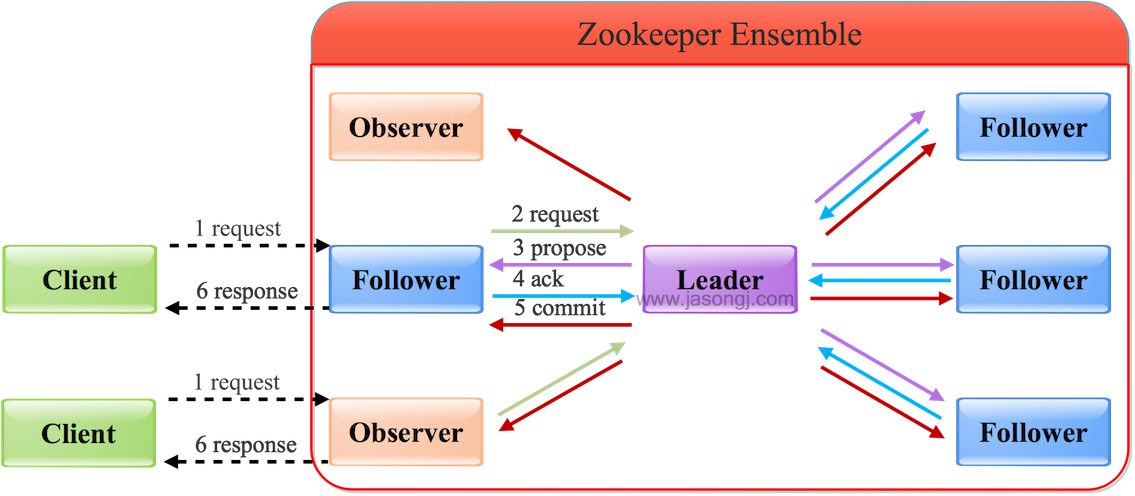 Zookeeper Ensemble
Observer
Follower
1 request
2 request
3 propose
Client
Follower
Leader
Follower
4 ack
www.jasongj.com
6 response
5 commit
1 request
Client
Observer
Follower
6 response